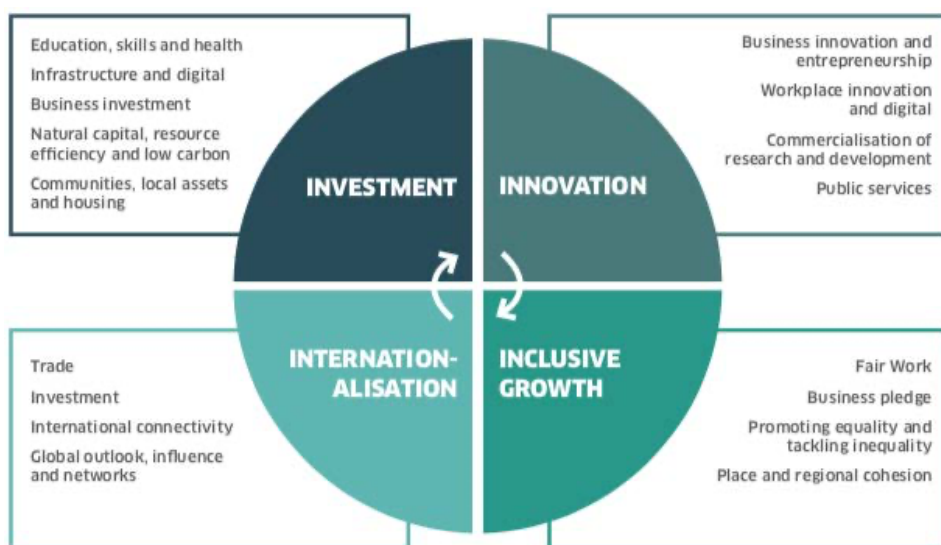 Education, skills and health
Infrastructure and digital
Business investment
Natural capital, resource
efficiency and low carbon
Communities, local assets
and housing
INVESTMENT
Business innovation and
entrepreneurship
Workplace innovation
and digital
Commercialisation of
research and development
Public services
INNOVATION
Trade
Investment
International connectivity
Global outlook, influence
and networks
INTERNATION-
ALISATION
Fair Work
Business pledge
Promoting equality and
tackling inequality
Place and regional cohesion
INCLUSIVE
GROWTH